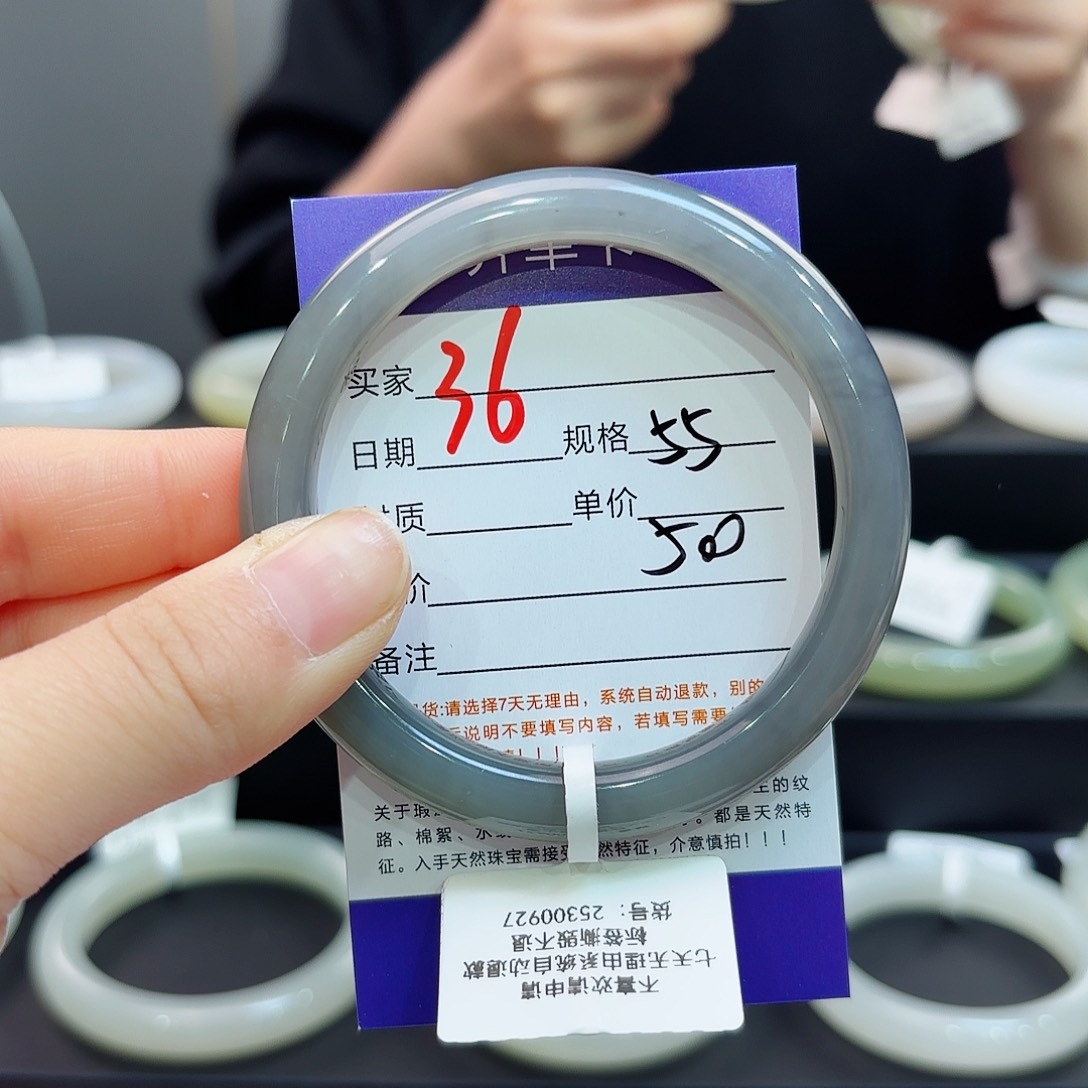 买家 36
日期 规格 55
质 单价
50
价
备注
货:请选择7天无理由，系统自动退款，别的
说明不要填写内容，若填写需要
！！！
关于瑕 生的纹
路、棉絮、水 。都是天然特
征。入手天然珠宝需接受 然特征，介意慎拍！！！
不喜欢请申请
七天无理由系统自动退款
标签撕毁不退
货号：25300927